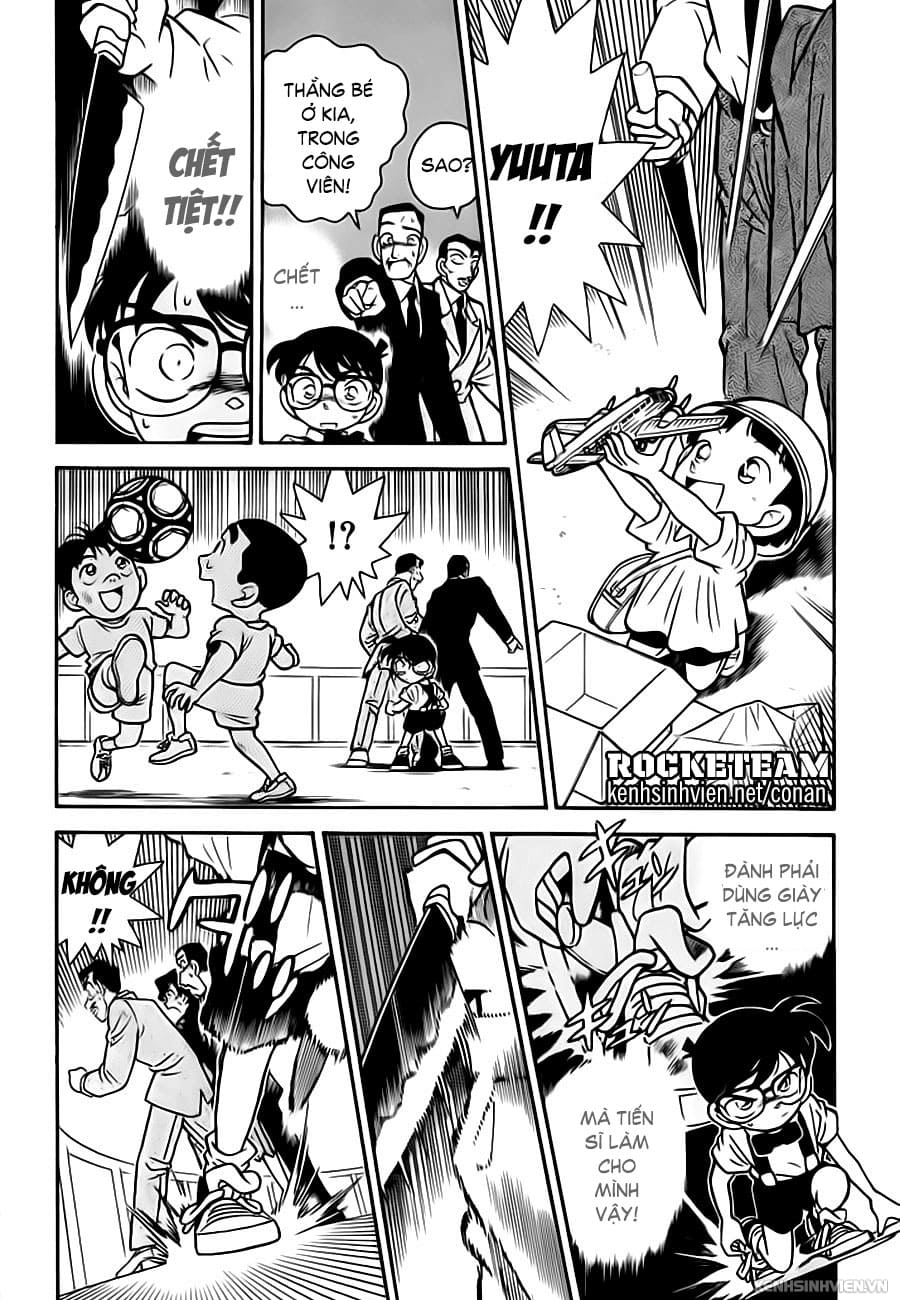 YUUTA
!!
SAO?
THẰNG BÉ
Ở KIA,
TRONG
CÔNG
VIÊN!
CHẾT
...
CHẾT
TIỆT!!
!?
ROCKETEAM
kenhsinhvien.net/conan
ĐÀNH PHẢI
DÙNG GIÀY
TĂNG LỰC
...
MÀ TIẾN
SĨ LÀM
CHO
MÌNH
VẬY!
KHÔNG
!!
KENHSINHVIEN.VN